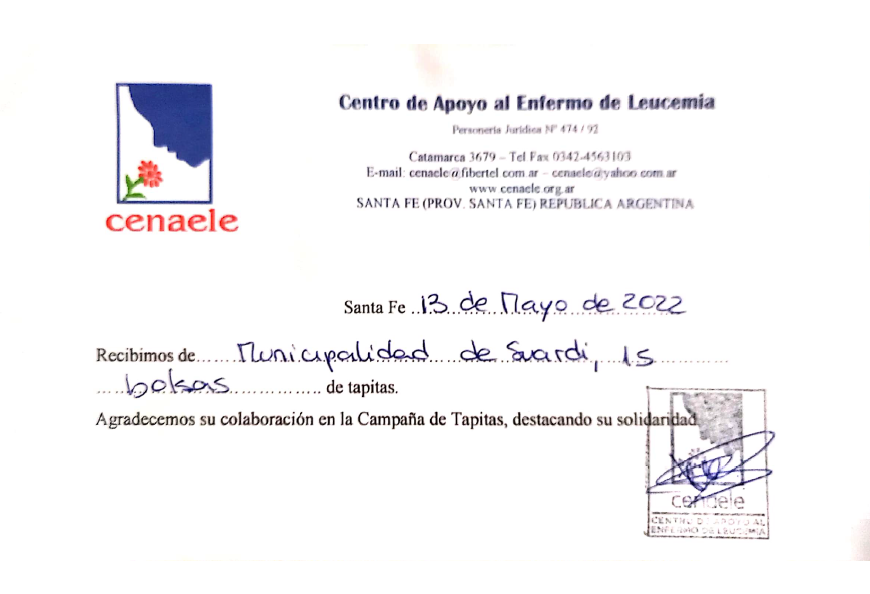 cenaele
Centro de Apoyo al Enfermo de Leucemia
Personería Jurídica Nº 474 / 92
Catamarca 3679 – Tel Fax 0342-4563103
E-mail: cenaele@fibertel.com.ar – cenaele@yahoo.com.ar
www.cenaele.org.ar
SANTA FE (PROV. SANTA FE) REPUBLICA ARGENTINA
Santa Fe ..13 de Mayo de 2022
Recibimos de...... Municipalidad de Suardi, 15
bolsas ................ de tapitas.
Agradecemos su colaboración en la Campaña de Tapitas, destacando su solidaridad.
cenaele
CENTRO DE APOYO AL
ENFERMO DE LEUCEMIA